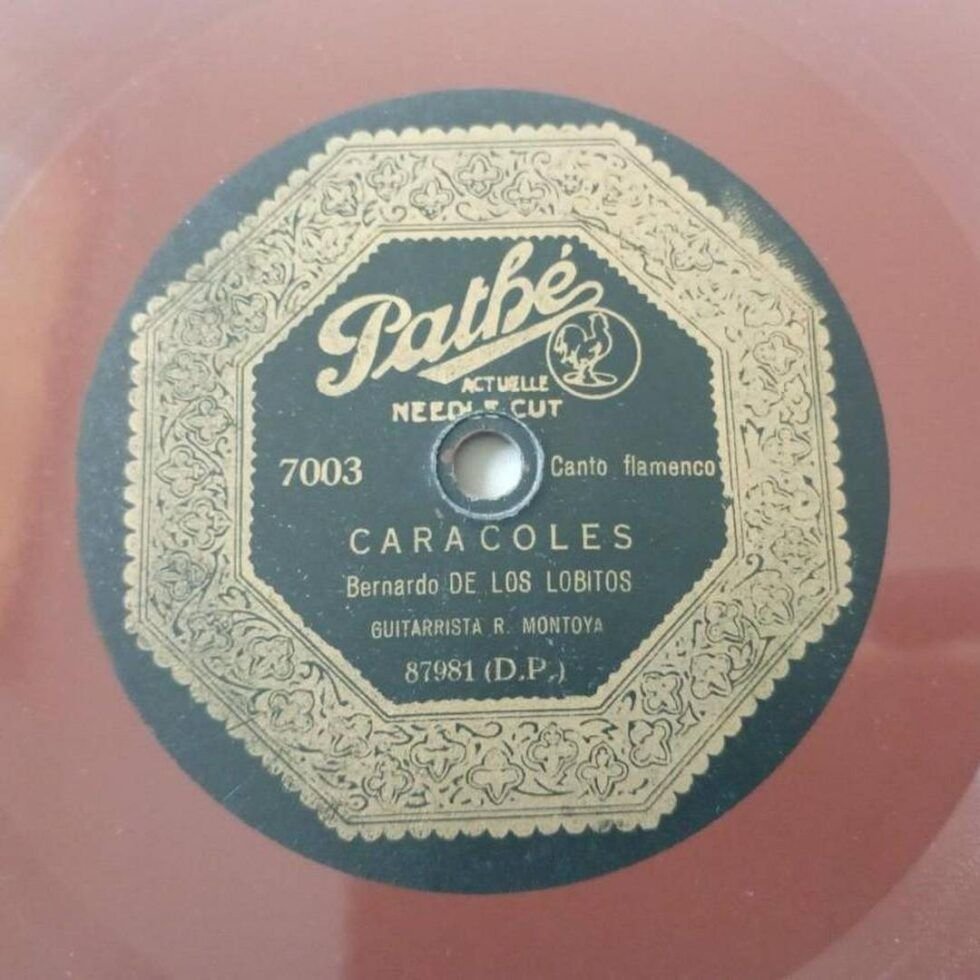 Pathé
ACTUELLE
NEEDLE CUT
7003
Canto flamenco
CARACOLES
Bernardo DE LOS LOBITOS
GUITARRISTA R. MONTOYA
87981 (D.P.)